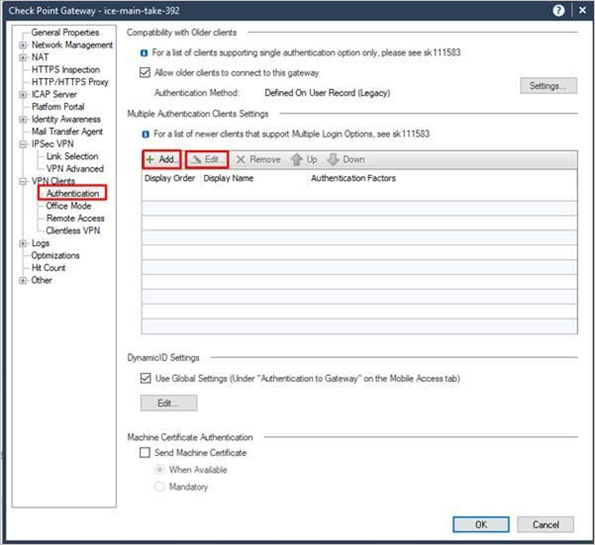 Check Point Gateway - ice-main-take-392
General Properties
Network Management
NAT
HTTPS Inspection
HTTP/HTTPS Proxy
ICAP Server
Platform Portal
Identity Awareness
Mail Transfer Agent
IPSec VPN
Link Selection
VPN Advanced
VPN Clients
Authentication
Office Mode
Remote Access
Clientless VPN
Logs
Optimizations
Hit Count
Other
Compatibility with Older clients
For a list of clients supporting single authentication option only, please see sk111583
Allow older clients to connect to this gateway
Authentication Method: Defined On User Record (Legacy)
Settings...
Multiple Authentication Clients Settings
For a list of newer clients that support Multiple Login Options, see sk111583
Add... Edit... Remove Up Down
Display Order Display Name Authentication Factors
DynamicID Settings
Use Global Settings (Under "Authentication to Gateway" on the Mobile Access tab)
Edit...
Machine Certificate Authentication
Send Machine Certificate
When Available
Mandatory
OK Cancel